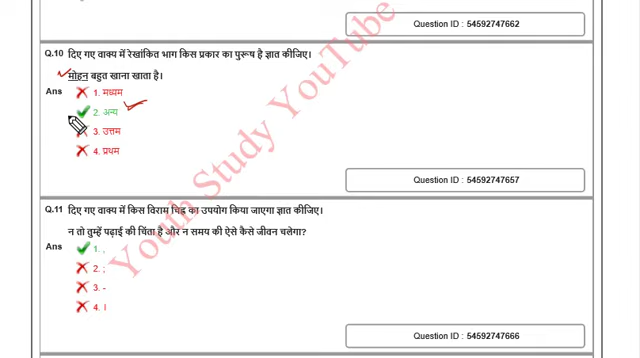 Question ID : 54592747662
Q.10 दिए गए वाक्य में रेखांकित भाग किस प्रकार का पुरूष है ज्ञात कीजिए।
मोहन बहुत खाना खाता है।
Ans
1. मध्यम
2. अन्य
3. उत्तम
4. प्रथम
Question ID : 54592747657
Q.11 दिए गए वाक्य में किस विराम चिह्न का उपयोग किया जाएगा ज्ञात कीजिए।
न तो तुम्हें पढ़ाई की चिंता है और न समय की ऐसे कैसे जीवन चलेगा?
Ans
1. ,
2. ;
3. -
4. ।
Question ID : 54592747666
Youth Study YouTube